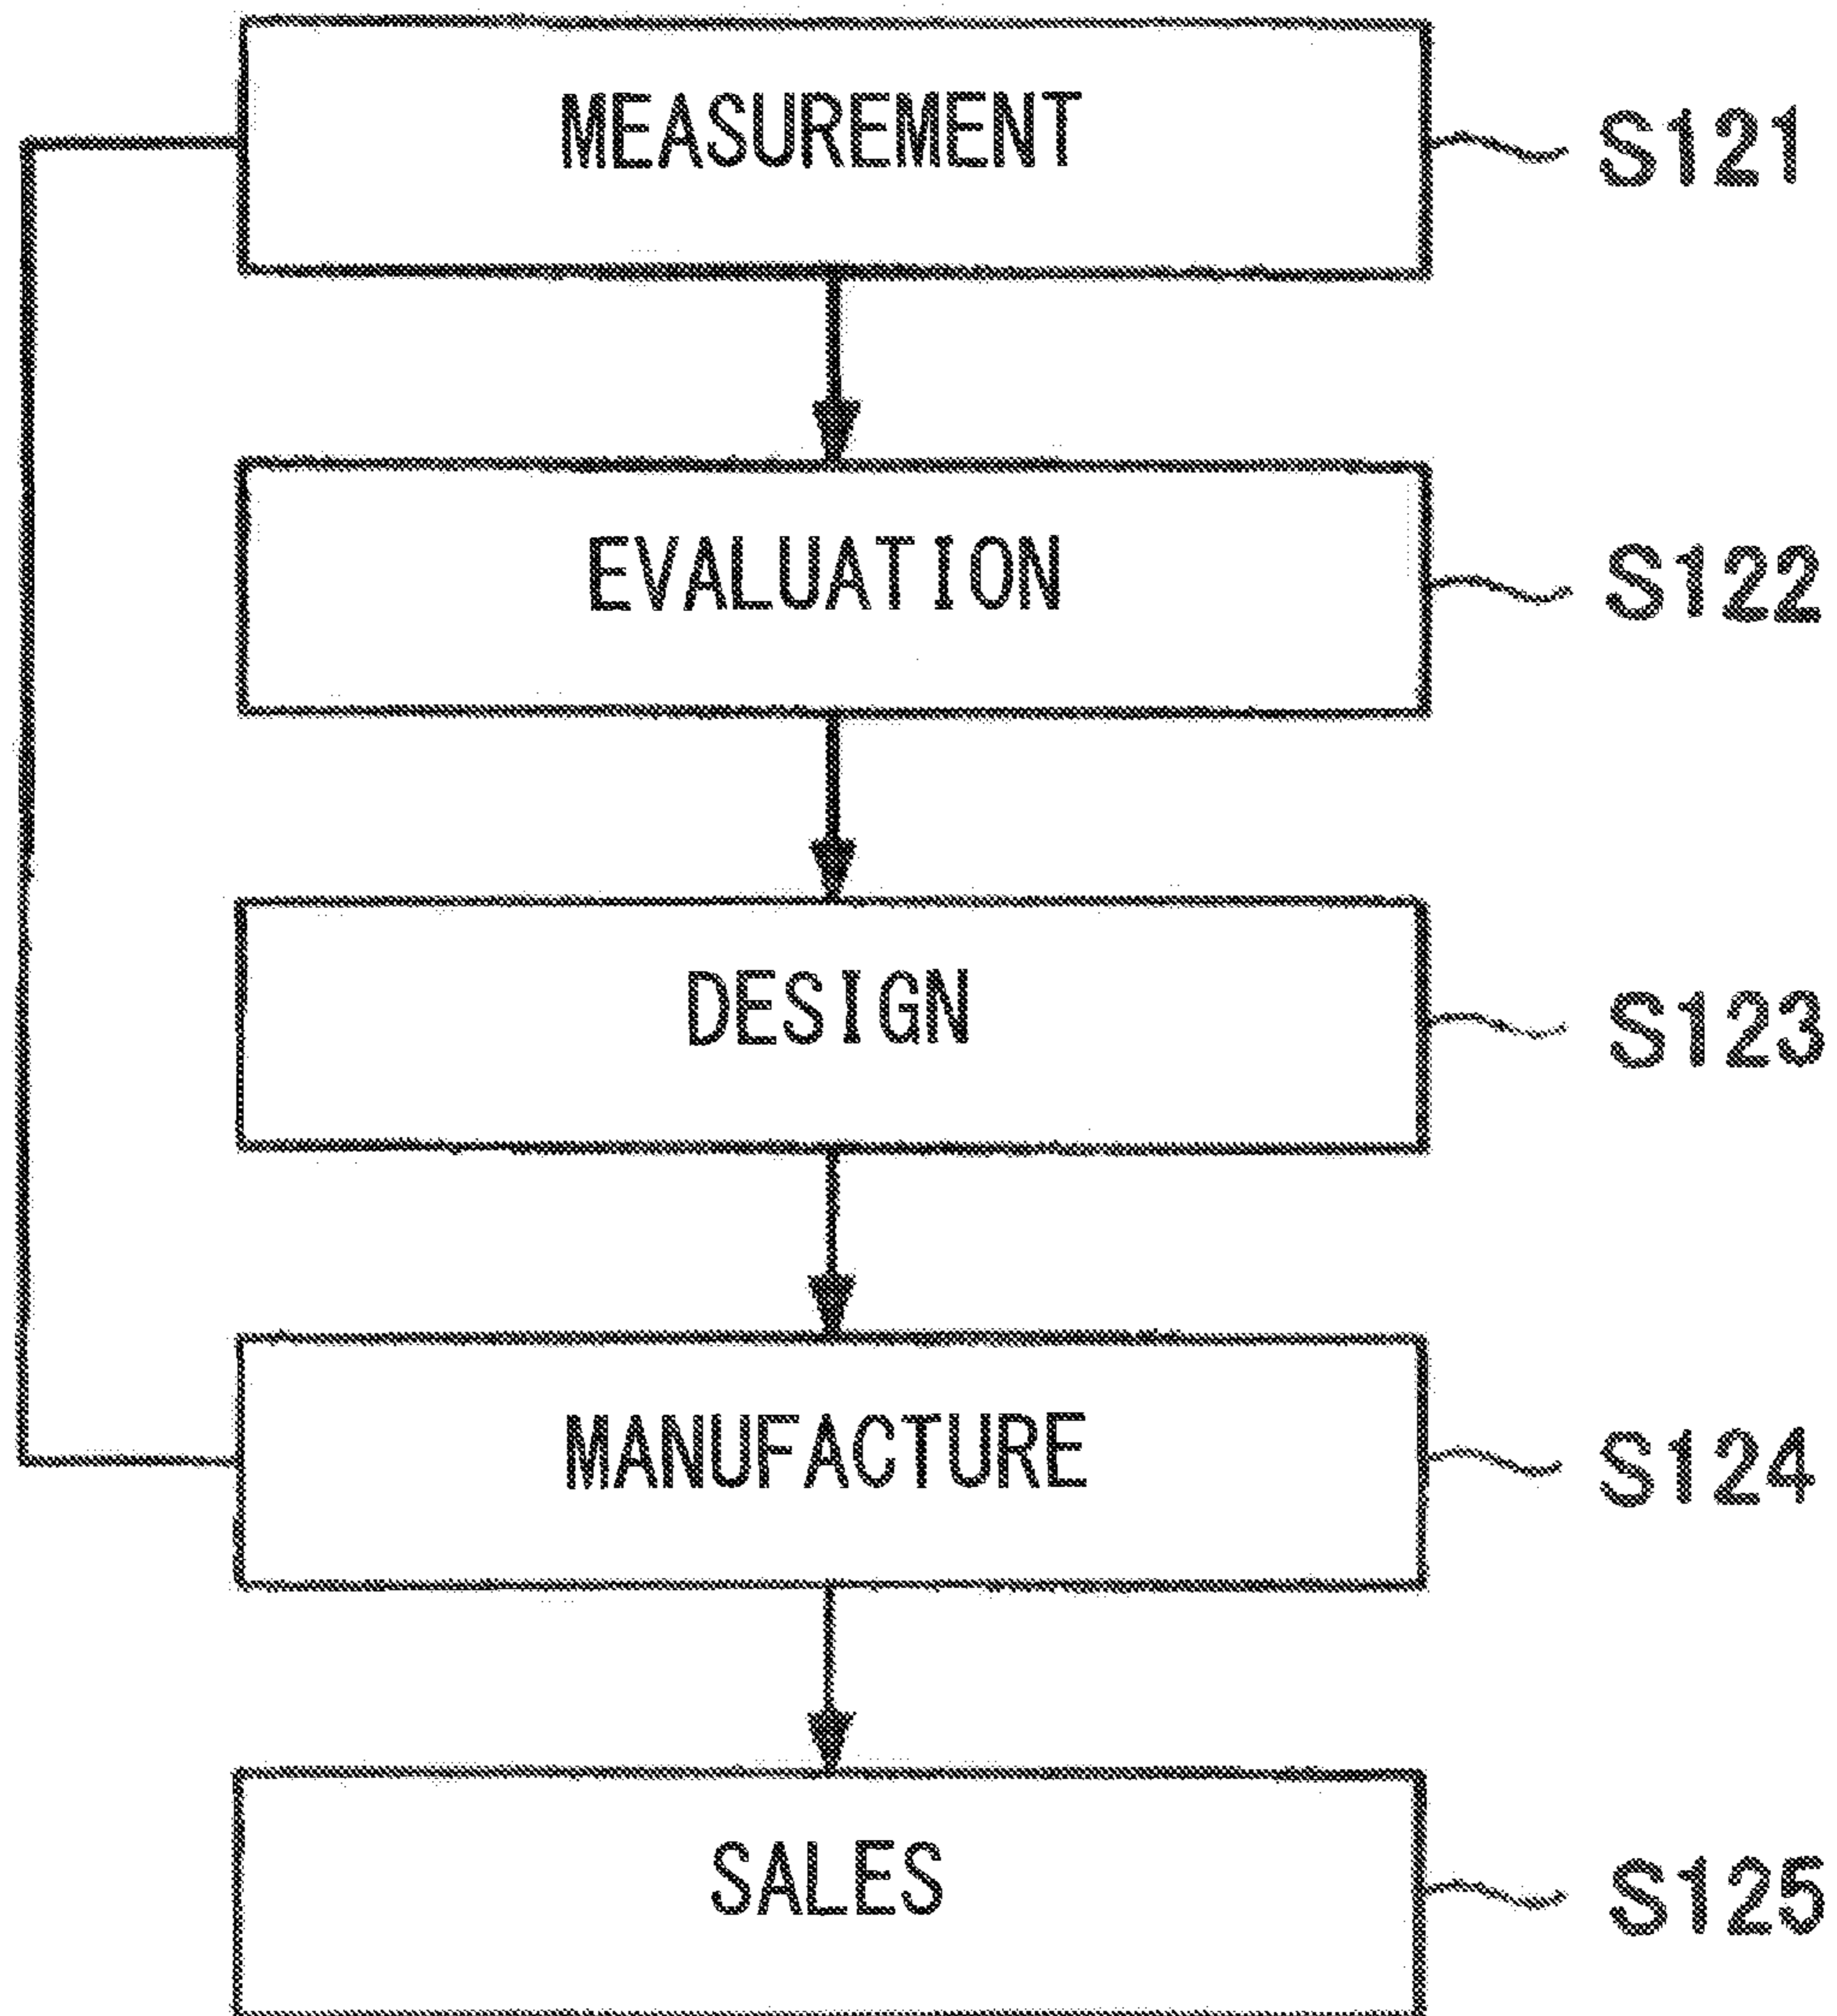 MEASUREMENT S121
EVALUATION S122
DESIGN S123
MANUFACTURE S124
SALES S125